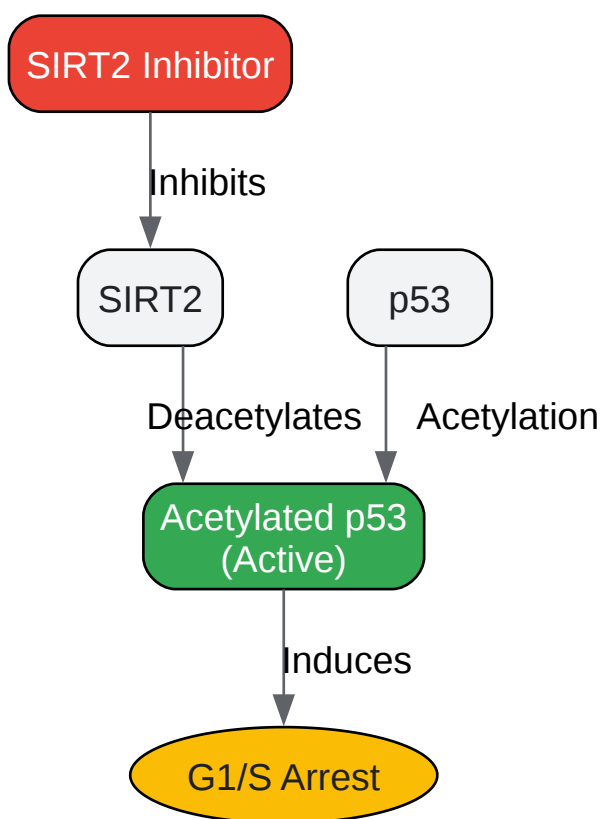 SIRT2 Inhibitor
Inhibits
SIRT2
p53
Deacetylates
Acetylation
Acetylated p53
(Active)
Induces
G1/S Arrest